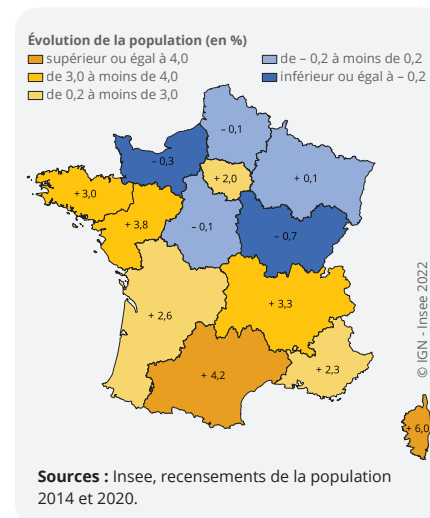 Évolution de la population (en %)
supérieur ou égal à 4,0
de 3,0 à moins de 4,0
de 0,2 à moins de 3,0
de – 0,2 à moins de 0,2
inférieur ou égal à – 0,2
– 0,1
– 0,3
+ 2,0
+ 0,1
+ 3,0
+ 3,8
– 0,1
– 0,7
+ 2,6
+ 3,3
+ 4,2
+ 2,3
+ 6,0
© IGN - Insee 2022
Sources : Insee, recensements de la population
2014 et 2020.